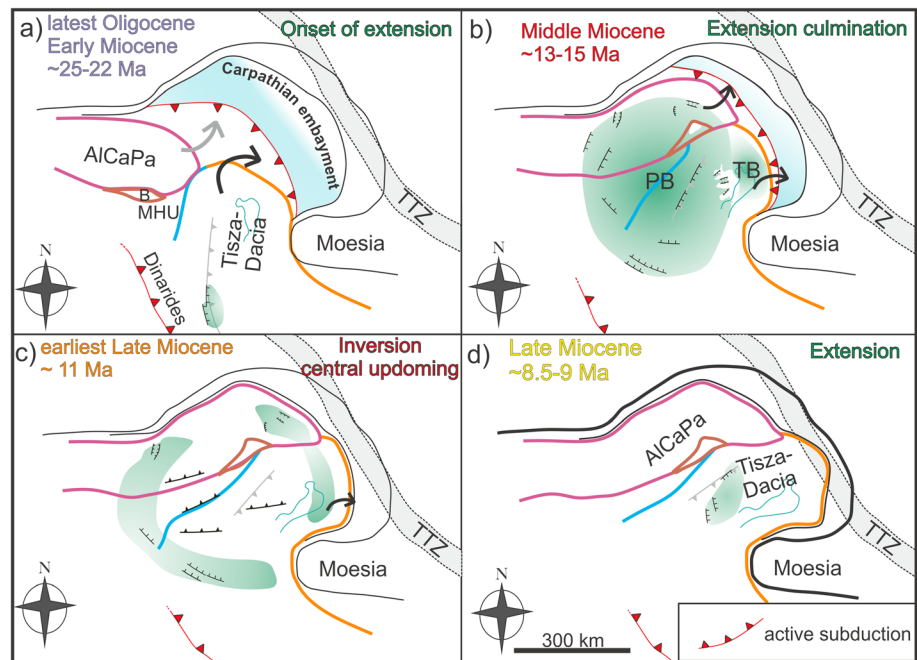 a) latest Oligocene
Early Miocene
~25-22 Ma
Onset of extension
Carpathian embayment
AlCaPa
B
MHU
Tisza-
Dacia
Dinarides
Moesia
TTZ
N
b) Middle Miocene
~13-15 Ma
Extension culmination
PB
TB
Moesia
TTZ
N
c) earliest Late Miocene
~ 11 Ma
Inversion
central updoming
Moesia
TTZ
N
d) Late Miocene
~8.5-9 Ma
Extension
AlCaPa
Tisza-
Dacia
Moesia
TTZ
N
300 km
active subduction